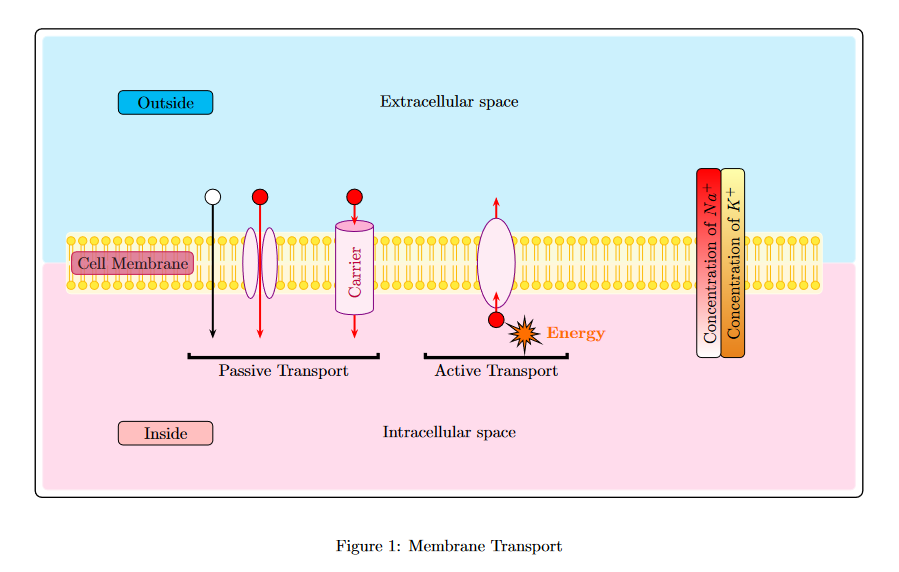 Outside
Extracellular space
Cell Membrane
Carrier
Concentration of Na+
Concentration of K+
Energy
Passive Transport
Active Transport
Inside
Intracellular space
Figure 1: Membrane Transport